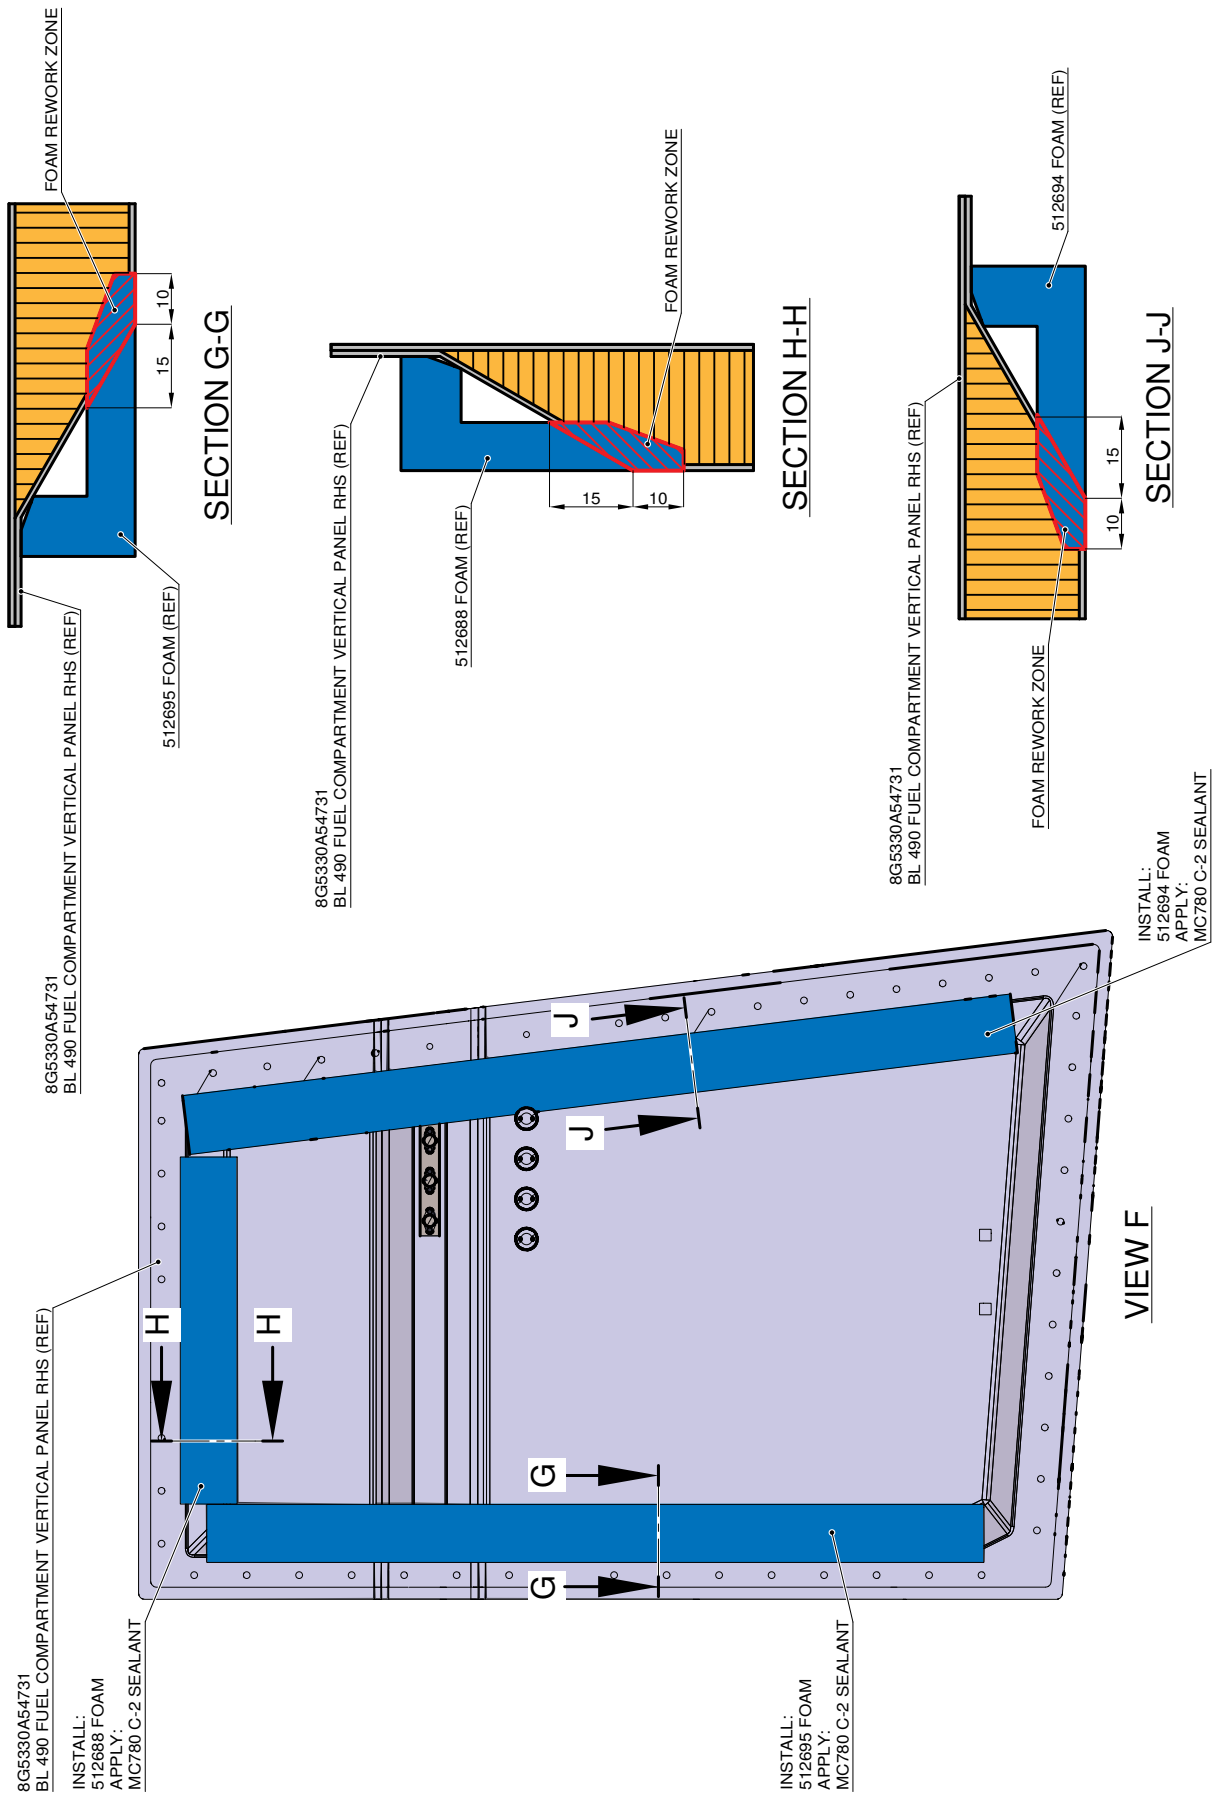 8G5330A54731
BL 490 FUEL COMPARTMENT VERTICAL PANEL RHS (REF)
INSTALL:
512688 FOAM
APPLY:
MC780 C-2 SEALANT
H
H
G
G
J
J
INSTALL:
512695 FOAM
APPLY:
MC780 C-2 SEALANT
INSTALL:
512694 FOAM
APPLY:
MC780 C-2 SEALANT
VIEW F
8G5330A54731
BL 490 FUEL COMPARTMENT VERTICAL PANEL RHS (REF)
512695 FOAM (REF)
FOAM REWORK ZONE
15
10
SECTION G-G
8G5330A54731
BL 490 FUEL COMPARTMENT VERTICAL PANEL RHS (REF)
512688 FOAM (REF)
FOAM REWORK ZONE
15
10
SECTION H-H
8G5330A54731
BL 490 FUEL COMPARTMENT VERTICAL PANEL RHS (REF)
FOAM REWORK ZONE
512694 FOAM (REF)
10
15
SECTION J-J